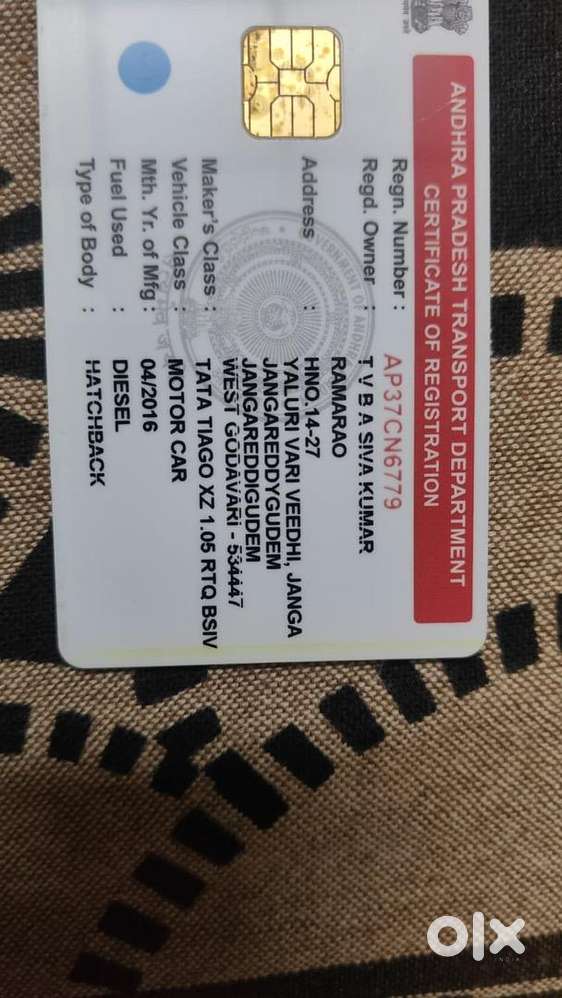 ANDHRA PRADESH TRANSPORT DEPARTMENT
CERTIFICATE OF REGISTRATION
Regn. Number : AP37CN6779
Regd. Owner : T V B A SIVA KUMAR
RAMARAO
Address : HNO.14-27
YALURI VARI VEEDHI, JANGA
JANGAREDDYGUDEM
JANGAREDDIGUDEM
WEST GODAVARI - 534447
Maker's Class : TATA TIAGO XZ 1.05 RTQ BSIV
Vehicle Class : MOTOR CAR
Mth. Yr. of Mfg : 04/2016
Fuel Used : DIESEL
Type of Body : HATCHBACK
olx
INDIA